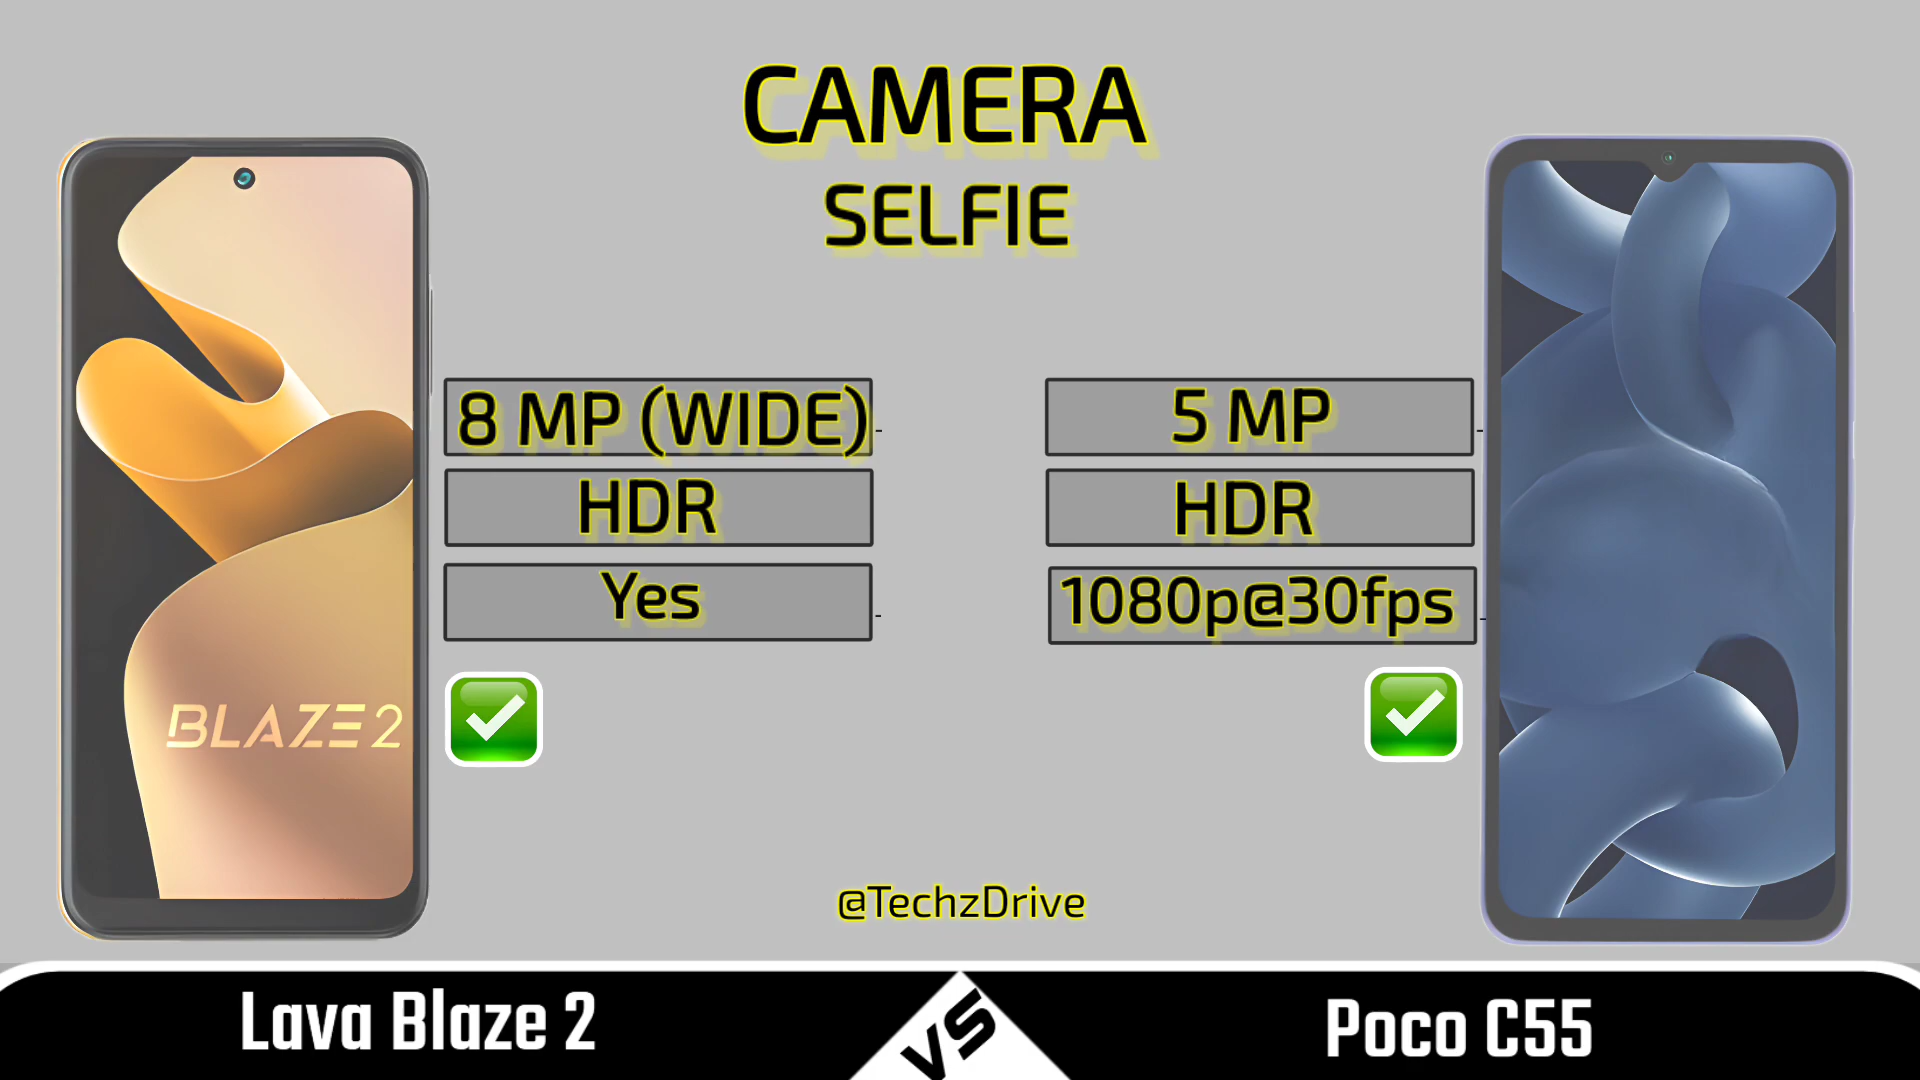 CAMERA
SELFIE
8 MP (WIDE)
HDR
Yes
5 MP
HDR
1080p@30fps
BLAZE 2
@TechzDrive
Lava Blaze 2
VS
Poco C55